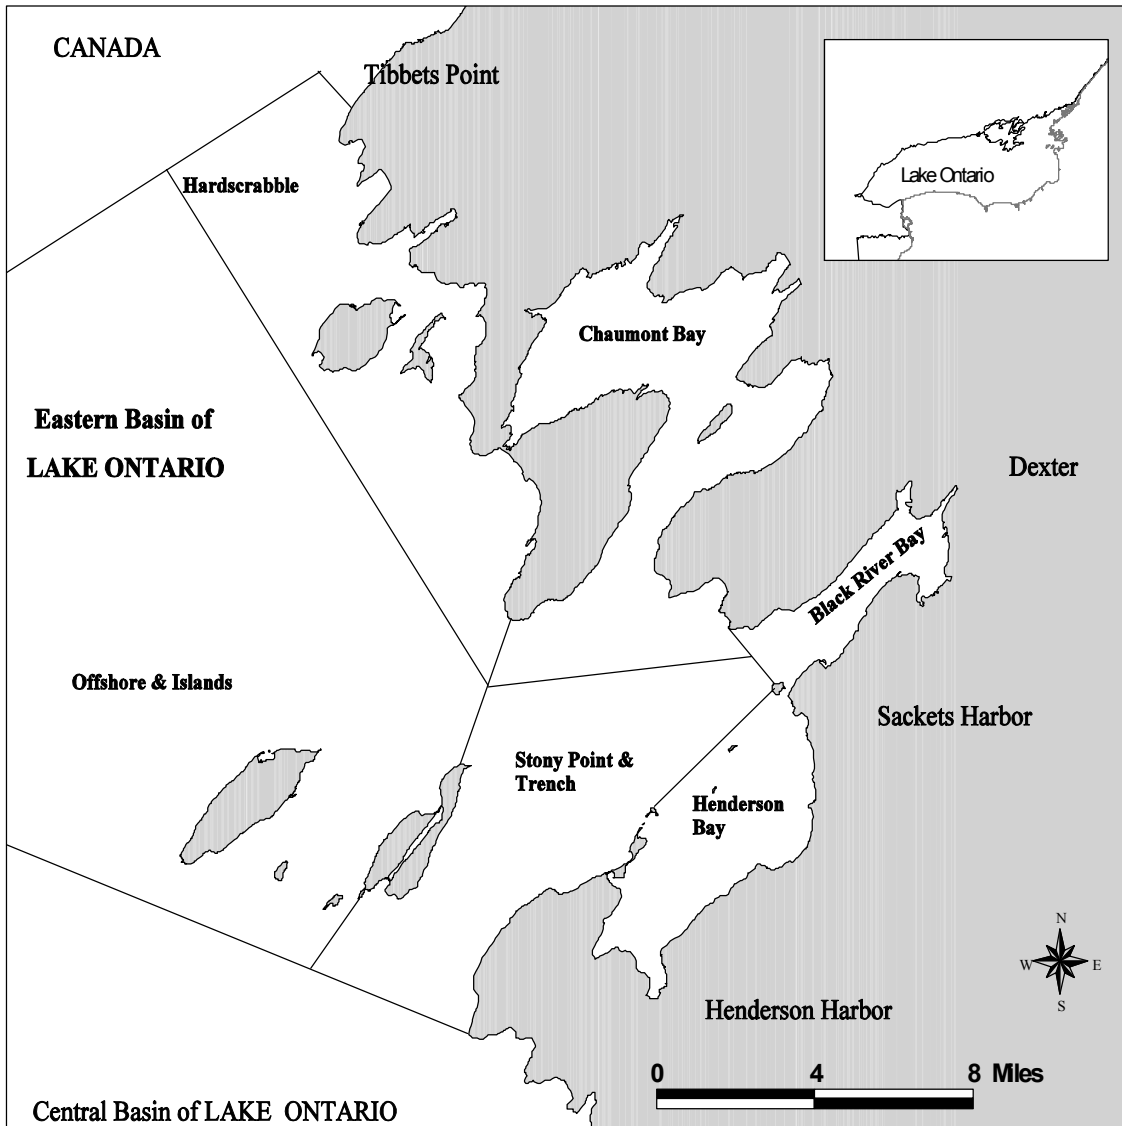 CANADA
Tibbets Point
Hardscrabble
Lake Ontario
Chaumont Bay
Eastern Basin of
LAKE ONTARIO
Dexter
Black River Bay
Offshore & Islands
Sackets Harbor
Stony Point &
Trench
Henderson
Bay
N
W
E
S
Henderson Harbor
0 4 8 Miles
Central Basin of LAKE ONTARIO